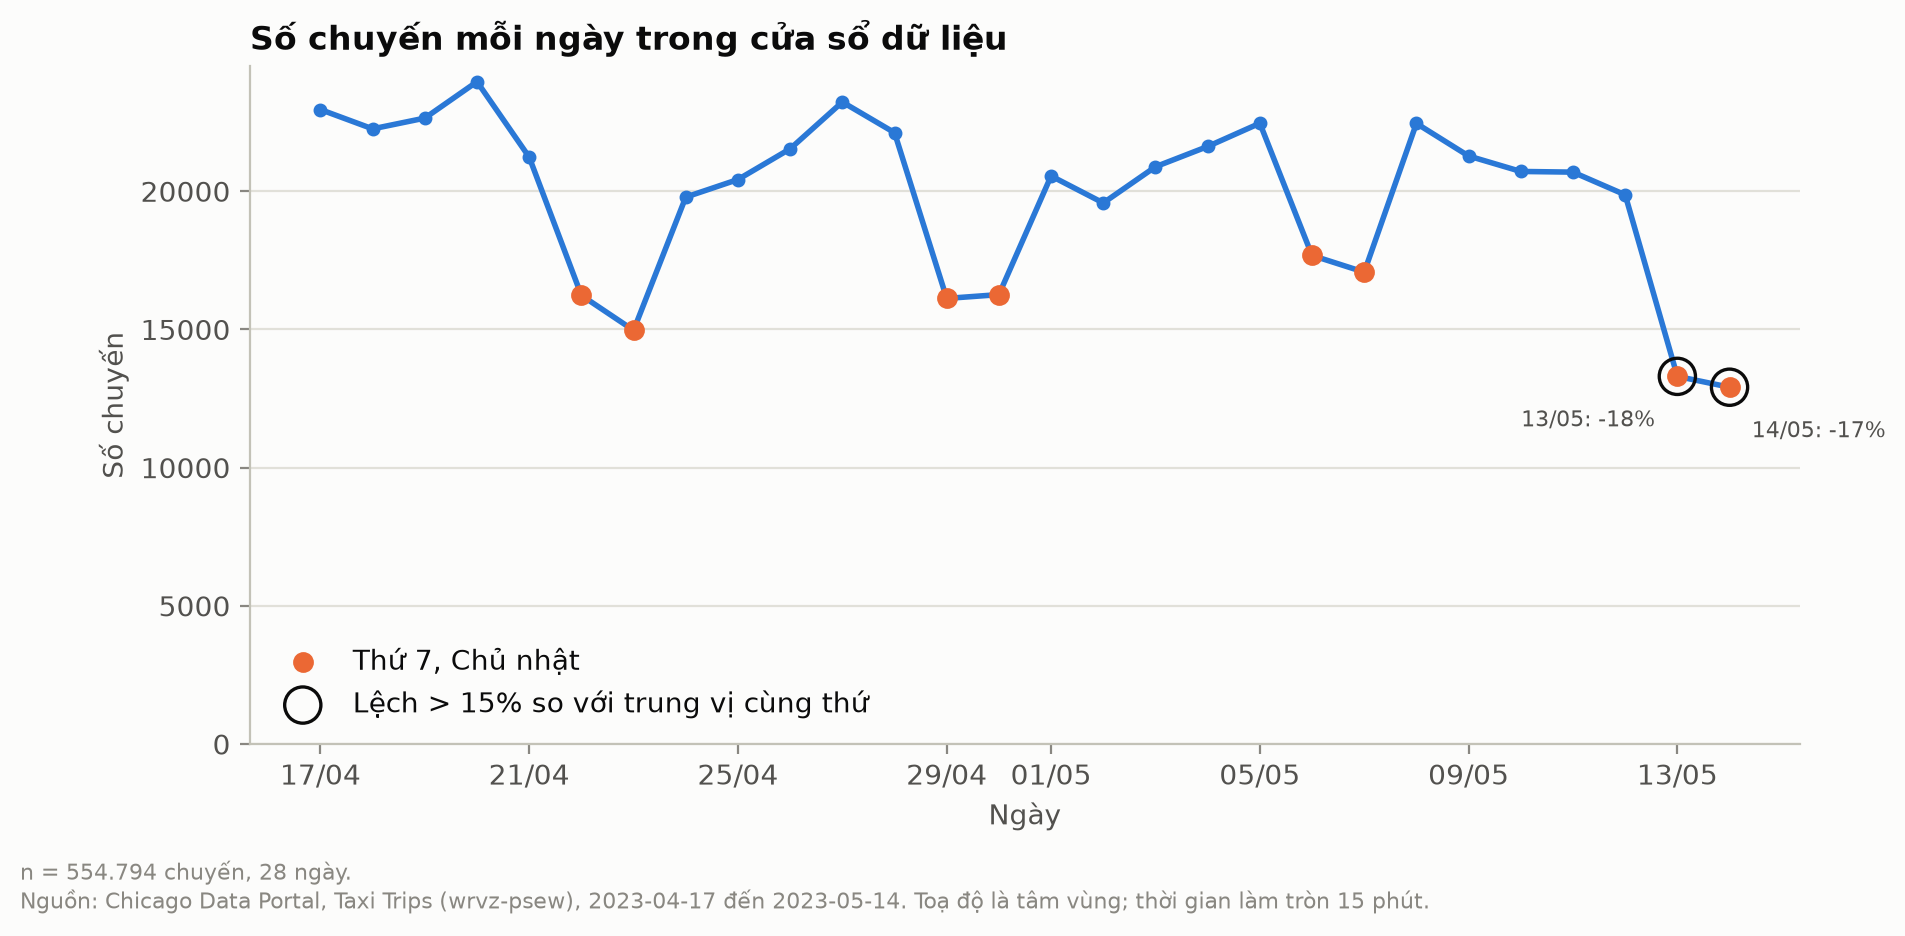 Số chuyến mỗi ngày trong cửa sổ dữ liệu
Số chuyến
20000
15000
10000
5000
0
13/05: -18%
14/05: -17%
Thứ 7, Chủ nhật
Lệch > 15% so với trung vị cùng thứ
17/04 21/04 25/04 29/04 01/05 05/05 09/05 13/05
Ngày
n = 554.794 chuyến, 28 ngày.
Nguồn: Chicago Data Portal, Taxi Trips (wrvz-psew), 2023-04-17 đến 2023-05-14. Toạ độ là tâm vùng; thời gian làm tròn 15 phút.